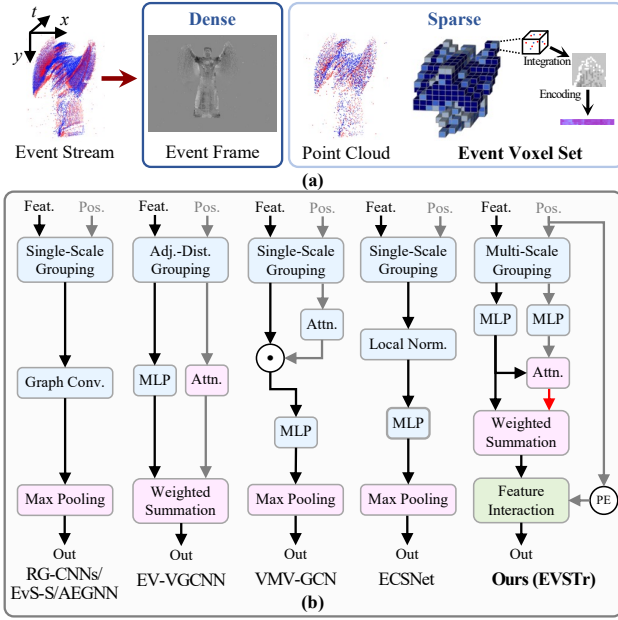 t
x
y
Dense
Sparse
Integration
Encoding
Event Stream
Event Frame
Point Cloud
Event Voxel Set
(a)
Feat. Pos. Feat. Pos. Feat. Pos. Feat. Pos. Feat. Pos.
Single-Scale
Grouping
Graph Conv.
Max Pooling
Out
RG-CNNs/
EvS-S/AEGNN
Adj.-Dist.
Grouping
MLP
Attn.
Weighted
Summation
Out
EV-VGCNN
Single-Scale
Grouping
Attn.
MLP
Max Pooling
Out
VMV-GCN
Single-Scale
Grouping
Local Norm.
MLP
Max Pooling
Out
ECSNet
Multi-Scale
Grouping
MLP
MLP
Attn.
Weighted
Summation
Feature
Interaction
PE
Out
Ours (EVSTr)
(b)